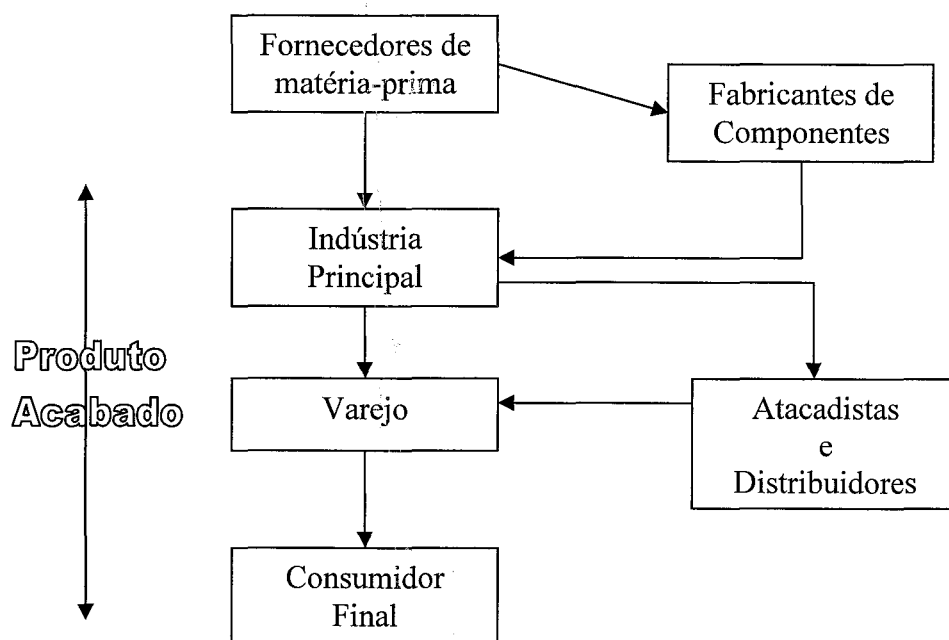 Fornecedores de
matéria-prima
Fabricantes de
Componentes
Indústria
Principal
Produto
Acabado
Varejo
Atacadistas
e
Distribuidores
Consumidor
Final